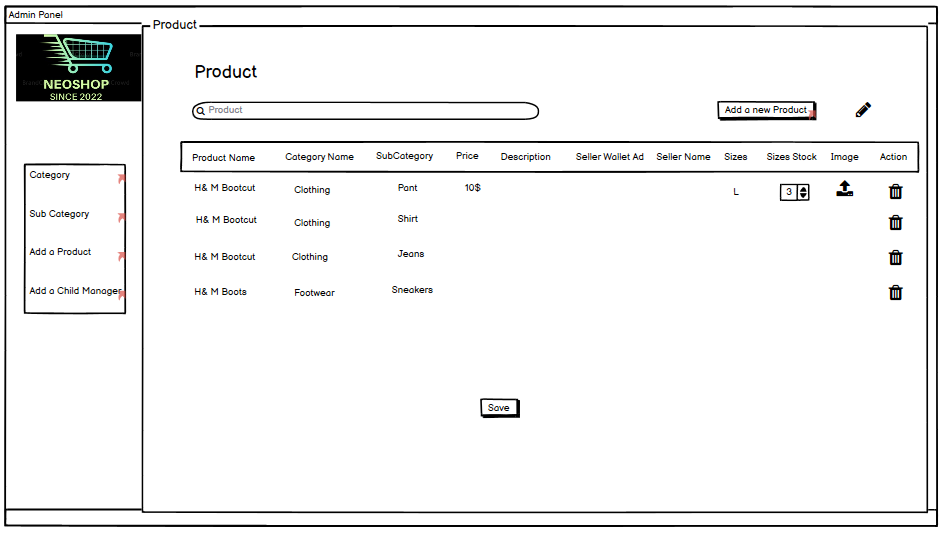 Admin Panel
Product
NEOSHOP
SINCE 2022
Product
Product
Add a new Product
Product Name Category Name SubCategory Price Description Seller Wallet Ad Seller Name Sizes Sizes Stock Image Action
Category
Sub Category
Add a Product
Add a Child Manager
H& M Bootcut Clothing Pant 10$ L 3
H& M Bootcut Clothing Shirt
H& M Bootcut Clothing Jeans
H& M Boots Footwear Sneakers
Save